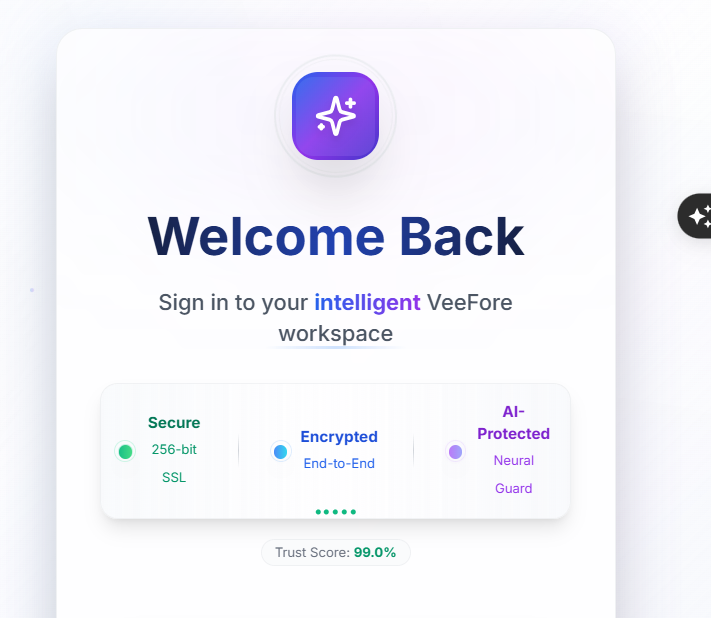 Welcome Back
Sign in to your intelligent VeeFore
workspace
Secure
256-bit
SSL
Encrypted
End-to-End
AI-
Protected
Neural
Guard
Trust Score: 99.0%